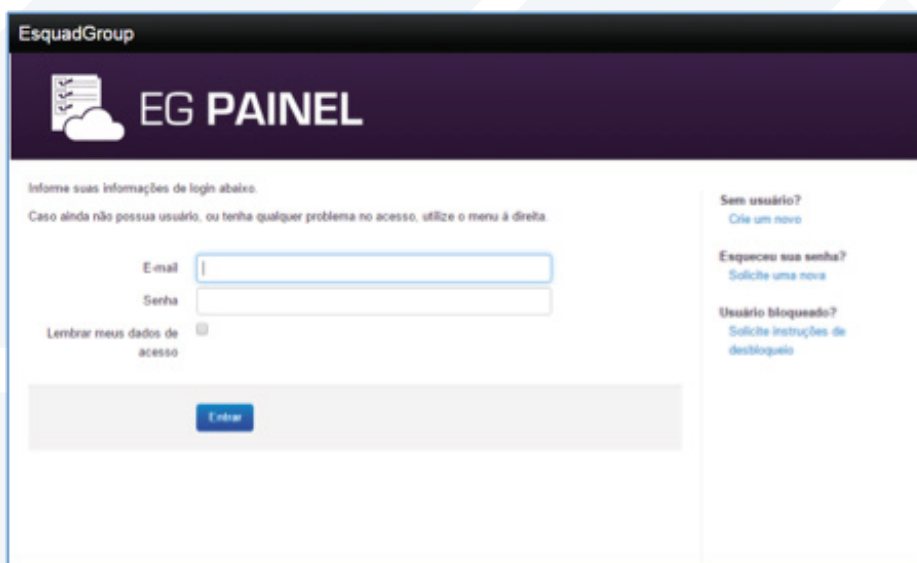 EsquadGroup
EG PAINEL
Informe suas informações de login abaixo.
Caso ainda não possua usuário, ou tenha qualquer problema no acesso, utilize o menu à direita.
E-mail
Senha
Lembrar meus dados de
acesso
Entrar
Sem usuário?
Crie um novo
Esqueceu sua senha?
Solicite uma nova
Usuário bloqueado?
Solicite instruções de
desbloqueio